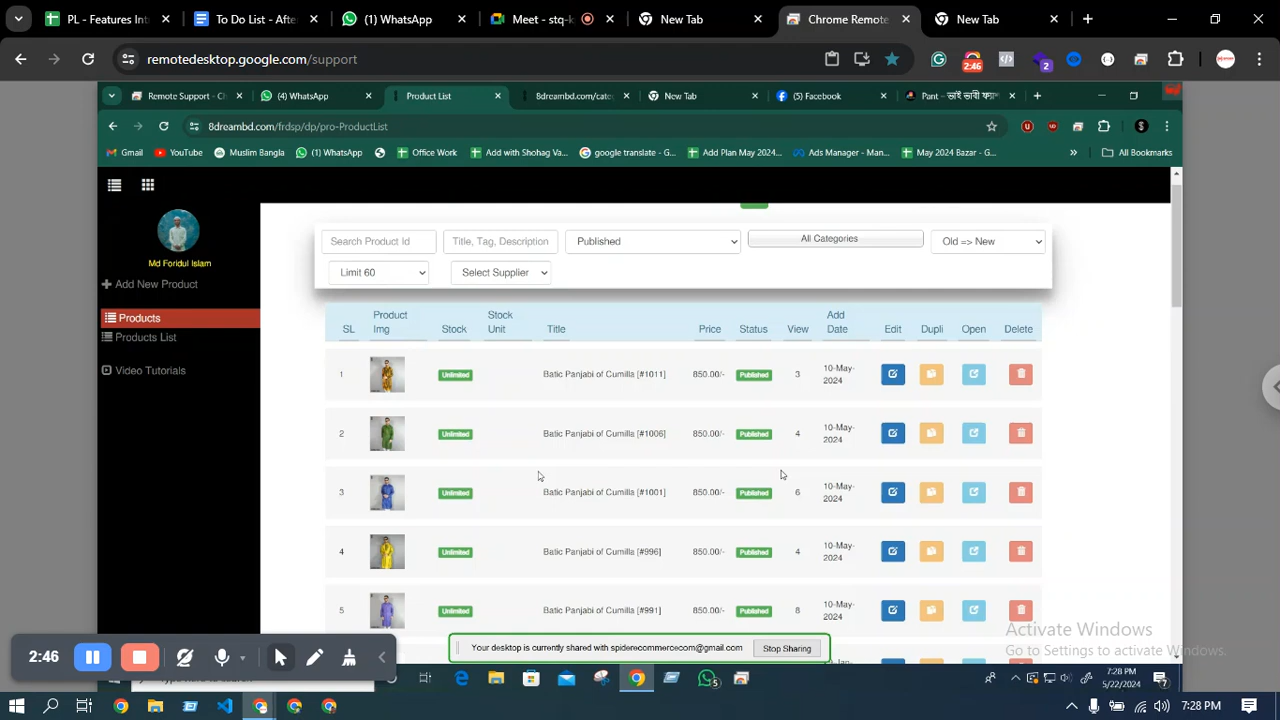 PL - Features Int
To Do List - After
(1) WhatsApp
Meet - stq-k
New Tab
Chrome Remote
New Tab
remotedesktop.google.com/support
2:46
2
Remote Support - Ch
(4) WhatsApp
Product List
8dreambd.com/cate
New Tab
(5) Facebook
Pant – ভাই ভাবী ফ্যাশ
8dreambd.com/frdsp/dp/pro-ProductList
Gmail
YouTube
Muslim Bangla
(1) WhatsApp
Office Work
Add with Shohag Va...
google translate - G...
Add Plan May 2024...
Ads Manager - Man...
May 2024 Bazar - G...
All Bookmarks
Md Foridul Islam
Add New Product
Products
Products List
Video Tutorials
Search Product Id
Title, Tag, Description
Published
All Categories
Old => New
Limit 60
Select Supplier
SL Product Img Stock Stock Unit Title Price Status View Add Date Edit Dupli Open Delete
1 Unlimited Batic Panjabi of Cumilla [#1011] 850.00/- Published 3 10-May-2024
2 Unlimited Batic Panjabi of Cumilla [#1006] 850.00/- Published 4 10-May-2024
3 Unlimited Batic Panjabi of Cumilla [#1001] 850.00/- Published 6 10-May-2024
4 Unlimited Batic Panjabi of Cumilla [#996] 850.00/- Published 4 10-May-2024
5 Unlimited Batic Panjabi of Cumilla [#991] 850.00/- Published 8 10-May-2024
Activate Windows
Go to Settings to activate Windows.
2:46
Your desktop is currently shared with spiderecommercecom@gmail.com
Stop Sharing
7:28 PM
5/22/2024
7:28 PM